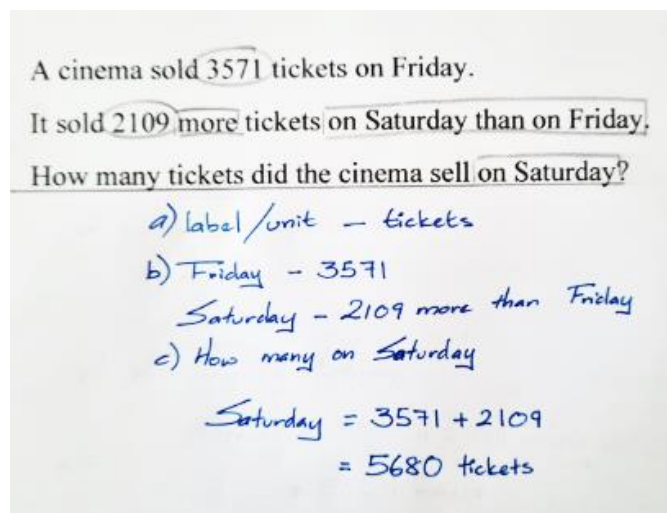 A cinema sold 3571 tickets on Friday.
It sold 2109 more tickets on Saturday than on Friday.
How many tickets did the cinema sell on Saturday?
a) label/unit - tickets
b) Friday - 3571
Saturday - 2109 more than Friday
c) How many on Saturday
Saturday = 3571 + 2109
= 5680 tickets